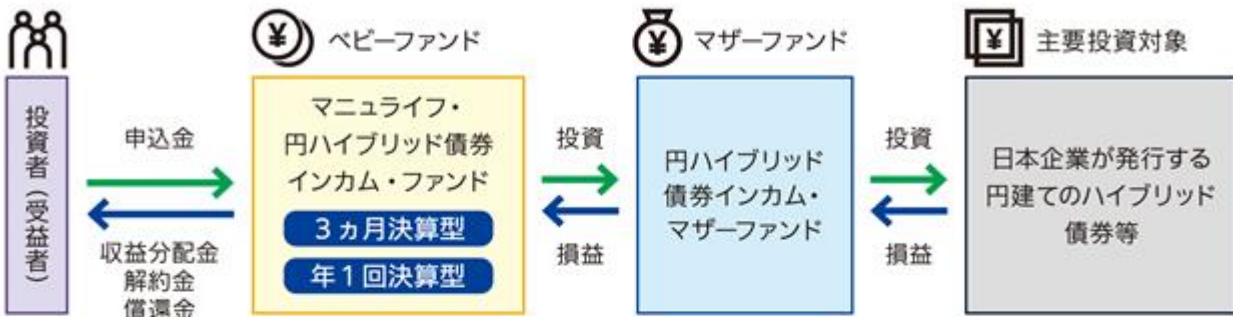 ベビーファンド
マザーファンド
主要投資対象
投資者（受益者）
申込金
収益分配金
解約金
償還金
マニュライフ・
円ハイブリッド債券
インカム・ファンド
3ヵ月決算型
年1回決算型
投資
損益
円ハイブリッド
債券インカム・
マザーファンド
投資
損益
日本企業が発行する
円建てのハイブリッド
債券等
¥
¥
¥